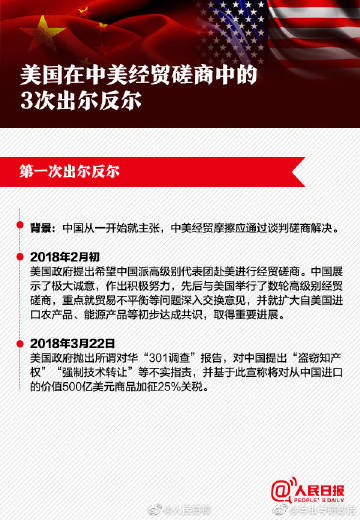 美国在中美经贸磋商中的
3次出尔反尔
第一次出尔反尔
背景：中国从一开始就主张，中美经贸摩擦应通过谈判磋商解决。
2018年2月初
美国政府提出希望中国派高级别代表团赴美进行经贸磋商。中国展
示了极大诚意，作出积极努力，先后与美国举行了数轮高级别经贸
磋商，重点就贸易不平衡等问题深入交换意见，并就扩大自美国进
口农产品、能源产品等初步达成共识，取得重要进展。
2018年3月22日
美国政府抛出所谓对华“301调查”报告，对中国提出“盗窃知产
权”“强制技术转让”等不实指责，并基于此宣称将对从中国进口
的价值500亿美元商品加征25%关税。
@人民日报
PEOPLE'S DAILY
@人民日报